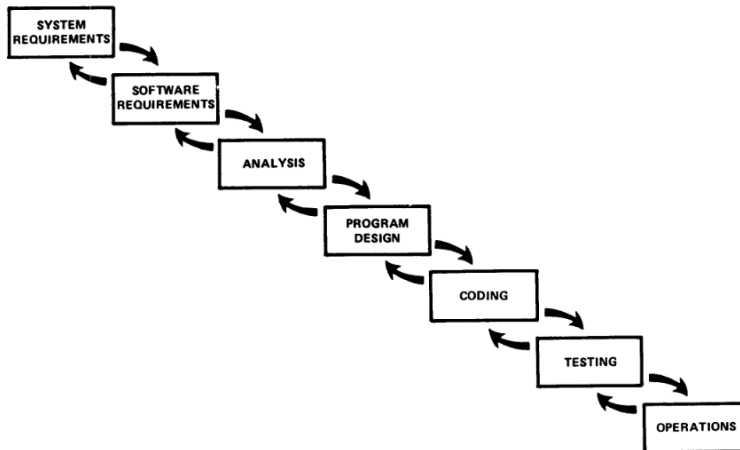 SYSTEM
REQUIREMENTS
SOFTWARE
REQUIREMENTS
ANALYSIS
PROGRAM
DESIGN
CODING
TESTING
OPERATIONS